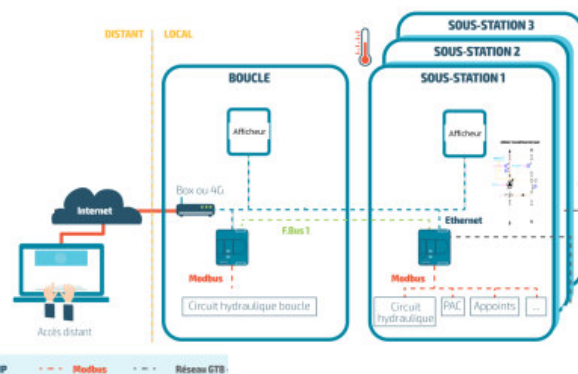 DISTANT
LOCAL
SOUS-STATION 3
SOUS-STATION 2
SOUS-STATION 1
BOUCLE
Afficheur
Afficheur
Box ou 4G
Internet
F.Bus 1
Ethernet
Modbus
Modbus
Circuit hydraulique boucle
Circuit
hydraulique
PAC
Appoints
...
Accès distant
IP
Modbus
Réseau GTB